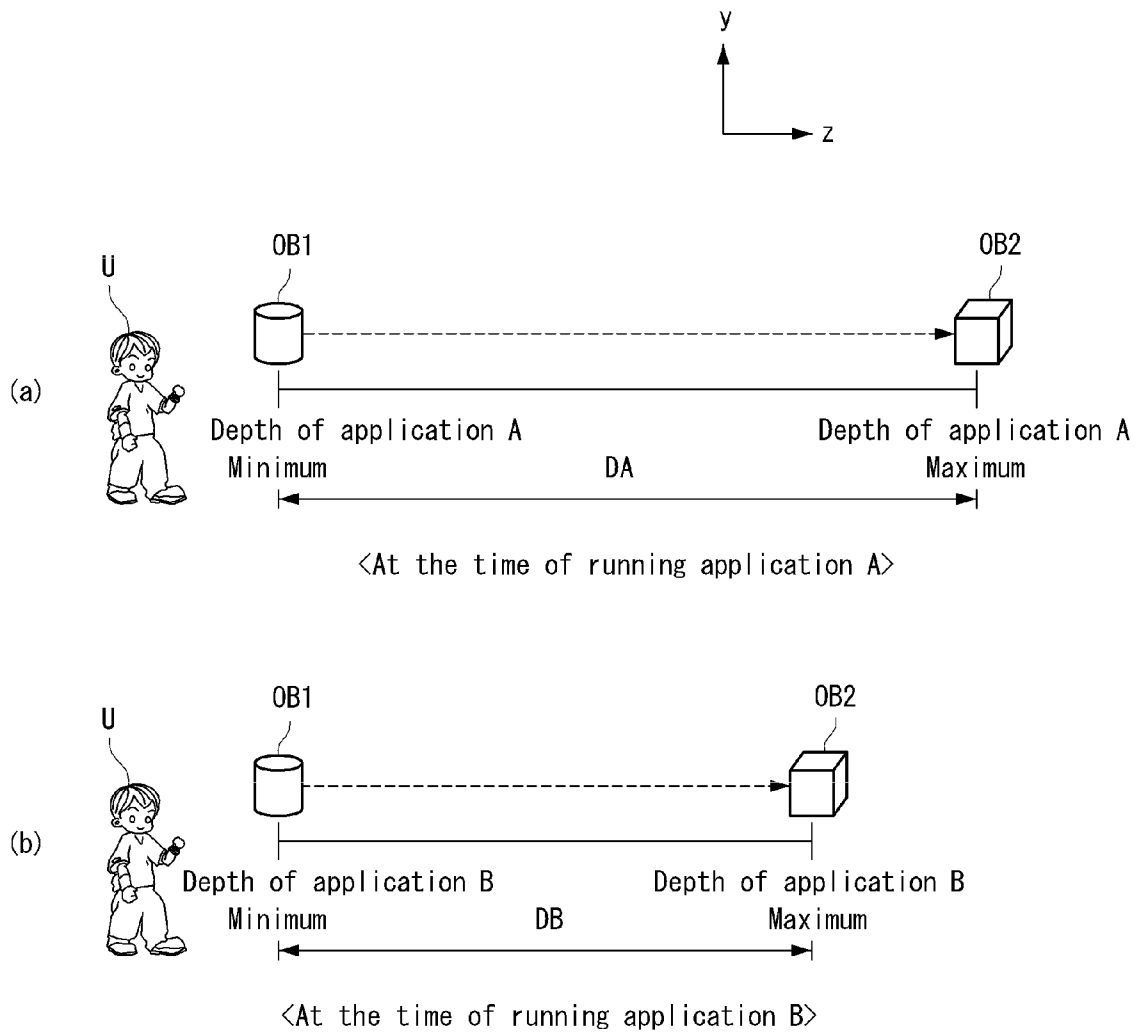 y
z
OB1
OB2
U
(a)
Depth of application A
Depth of application A
Minimum
DA
Maximum
<At the time of running application A>
OB1
OB2
U
(b)
Depth of application B
Depth of application B
Minimum
DB
Maximum
<At the time of running application B>